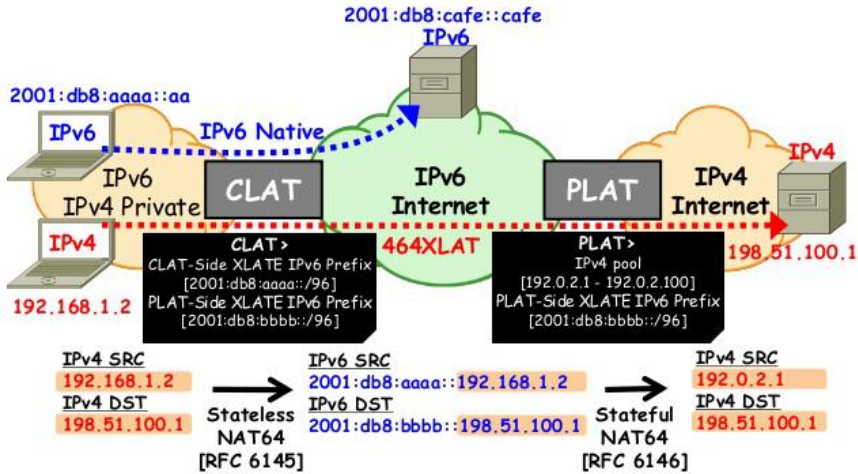 2001:db8:cafe::cafe
IPv6
2001:db8:aaaa::aa
IPv6
IPv6 Native
IPv6
IPv4 Private
CLAT
IPv6
Internet
PLAT
IPv4
Internet
IPv4
IPv4
464XLAT
198.51.100.1
192.168.1.2
CLAT>
CLAT-Side XLATE IPv6 Prefix
[2001:db8:aaaa::/96]
PLAT-Side XLATE IPv6 Prefix
[2001:db8:bbbb::/96]
PLAT>
IPv4 pool
[192.0.2.1 - 192.0.2.100]
PLAT-Side XLATE IPv6 Prefix
[2001:db8:bbbb::/96]
IPv4 SRC
192.168.1.2
IPv4 DST
198.51.100.1
Stateless
NAT64
[RFC 6145]
IPv6 SRC
2001:db8:aaaa::192.168.1.2
IPv6 DST
2001:db8:bbbb::198.51.100.1
Stateful
NAT64
[RFC 6146]
IPv4 SRC
192.0.2.1
IPv4 DST
198.51.100.1